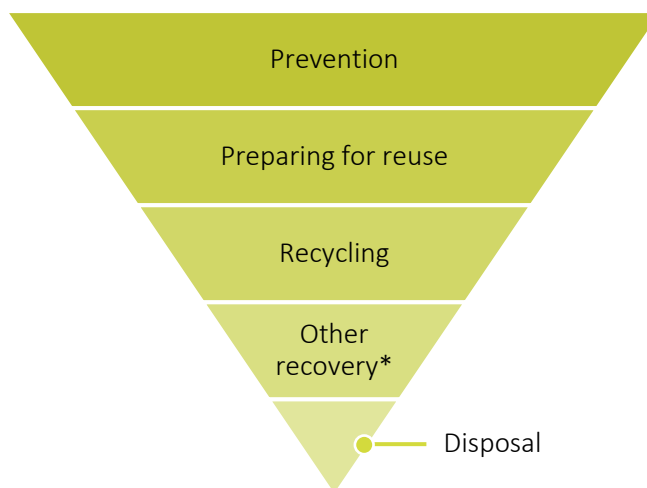 Prevention
Preparing for reuse
Recycling
Other
recovery*
Disposal